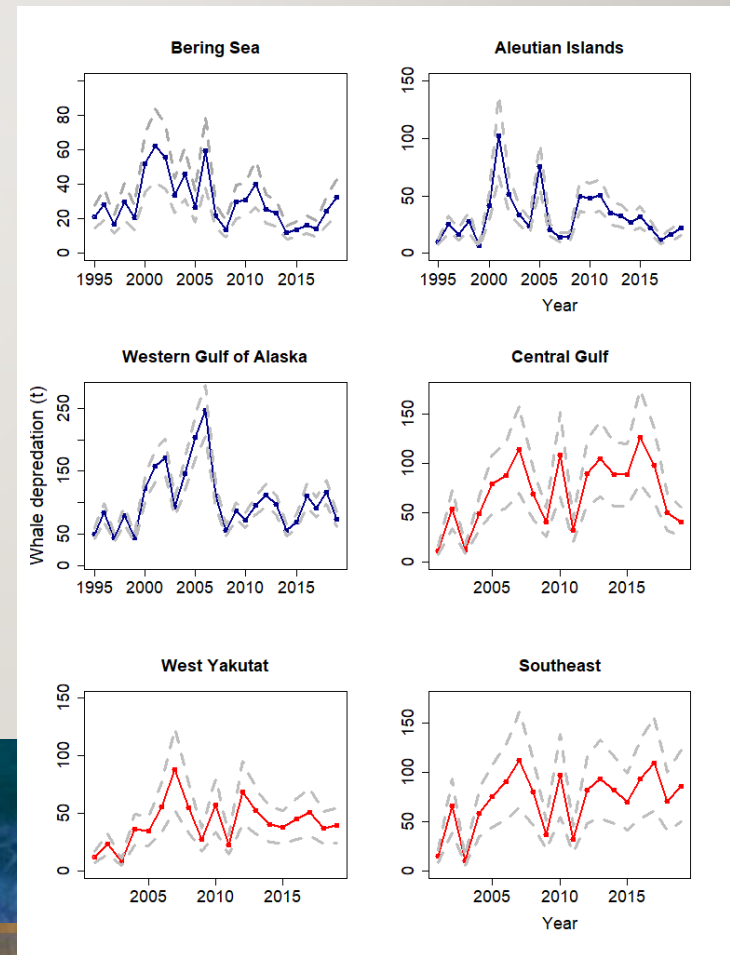 Bering Sea
Aleutian Islands
0 20 40 60 80
0 50 100 150
1995 2000 2005 2010 2015
1995 2000 2005 2010 2015
Year
Western Gulf of Alaska
Central Gulf
Whale depredation (t)
0 50 150 250
0 50 100 150
1995 2000 2005 2010 2015
2005 2010 2015
West Yakutat
Southeast
0 50 100 150
0 50 100 150
2005 2010 2015
2005 2010 2015
Year